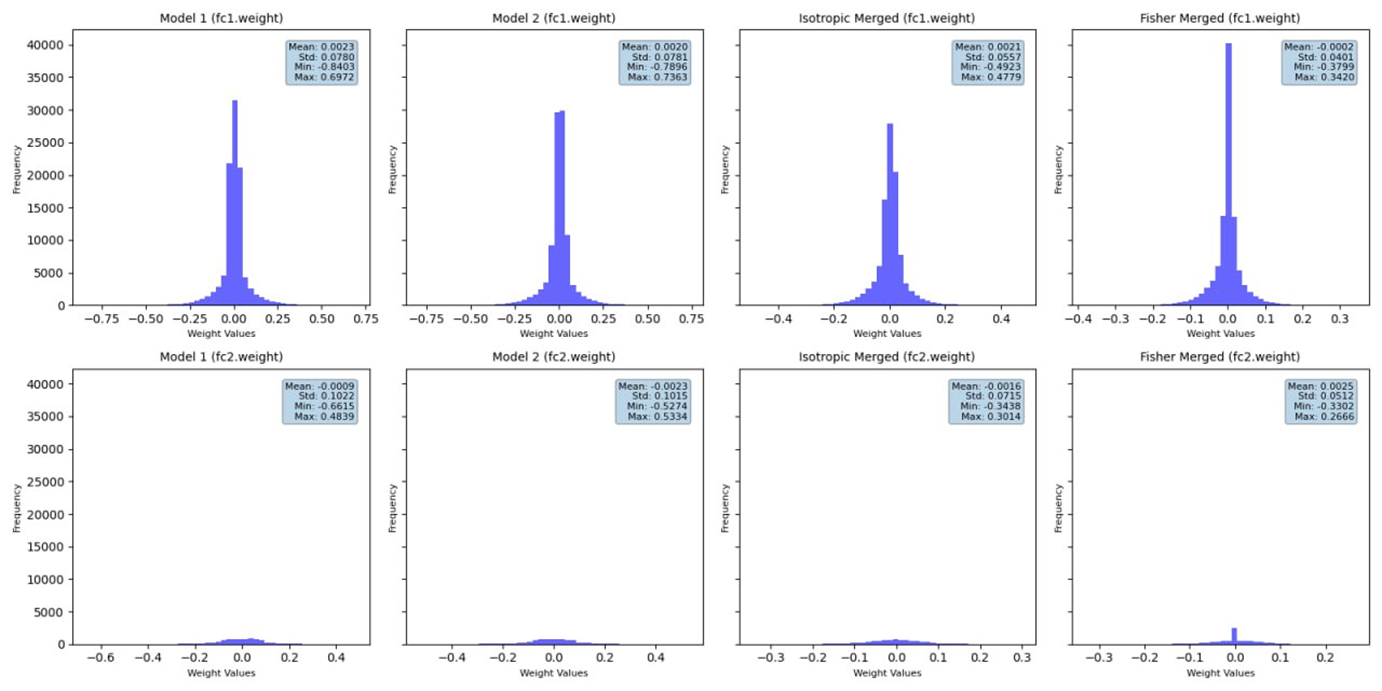 Model 1 (fc1.weight)
Model 2 (fc1.weight)
Isotropic Merged (fc1.weight)
Fisher Merged (fc1.weight)
40000
35000
30000
25000
20000
15000
10000
5000
0
Frequency
Mean: 0.0023
Std: 0.0780
Min: -0.8403
Max: 0.6972
−0.75 −0.50 −0.25 0.00 0.25 0.50 0.75
Weight Values
Frequency
Mean: 0.0020
Std: 0.0781
Min: -0.7896
Max: 0.7363
−0.75 −0.50 −0.25 0.00 0.25 0.50 0.75
Weight Values
Frequency
Mean: 0.0021
Std: 0.0557
Min: -0.4923
Max: 0.4779
−0.4 −0.2 0.0 0.2 0.4
Weight Values
Frequency
Mean: -0.0002
Std: 0.0401
Min: -0.3799
Max: 0.3420
−0.4 −0.3 −0.2 −0.1 0.0 0.1 0.2 0.3
Weight Values
Model 1 (fc2.weight)
Model 2 (fc2.weight)
Isotropic Merged (fc2.weight)
Fisher Merged (fc2.weight)
40000
35000
30000
25000
20000
15000
10000
5000
0
Frequency
Mean: -0.0009
Std: 0.1022
Min: -0.6615
Max: 0.4839
−0.6 −0.4 −0.2 0.0 0.2 0.4
Weight Values
Frequency
Mean: -0.0023
Std: 0.1015
Min: -0.5274
Max: 0.5334
−0.4 −0.2 0.0 0.2 0.4
Weight Values
Frequency
Mean: -0.0016
Std: 0.0715
Min: -0.3438
Max: 0.3014
−0.3 −0.2 −0.1 0.0 0.1 0.2 0.3
Weight Values
Frequency
Mean: 0.0025
Std: 0.0512
Min: -0.3302
Max: 0.2666
−0.3 −0.2 −0.1 0.0 0.1 0.2
Weight Values